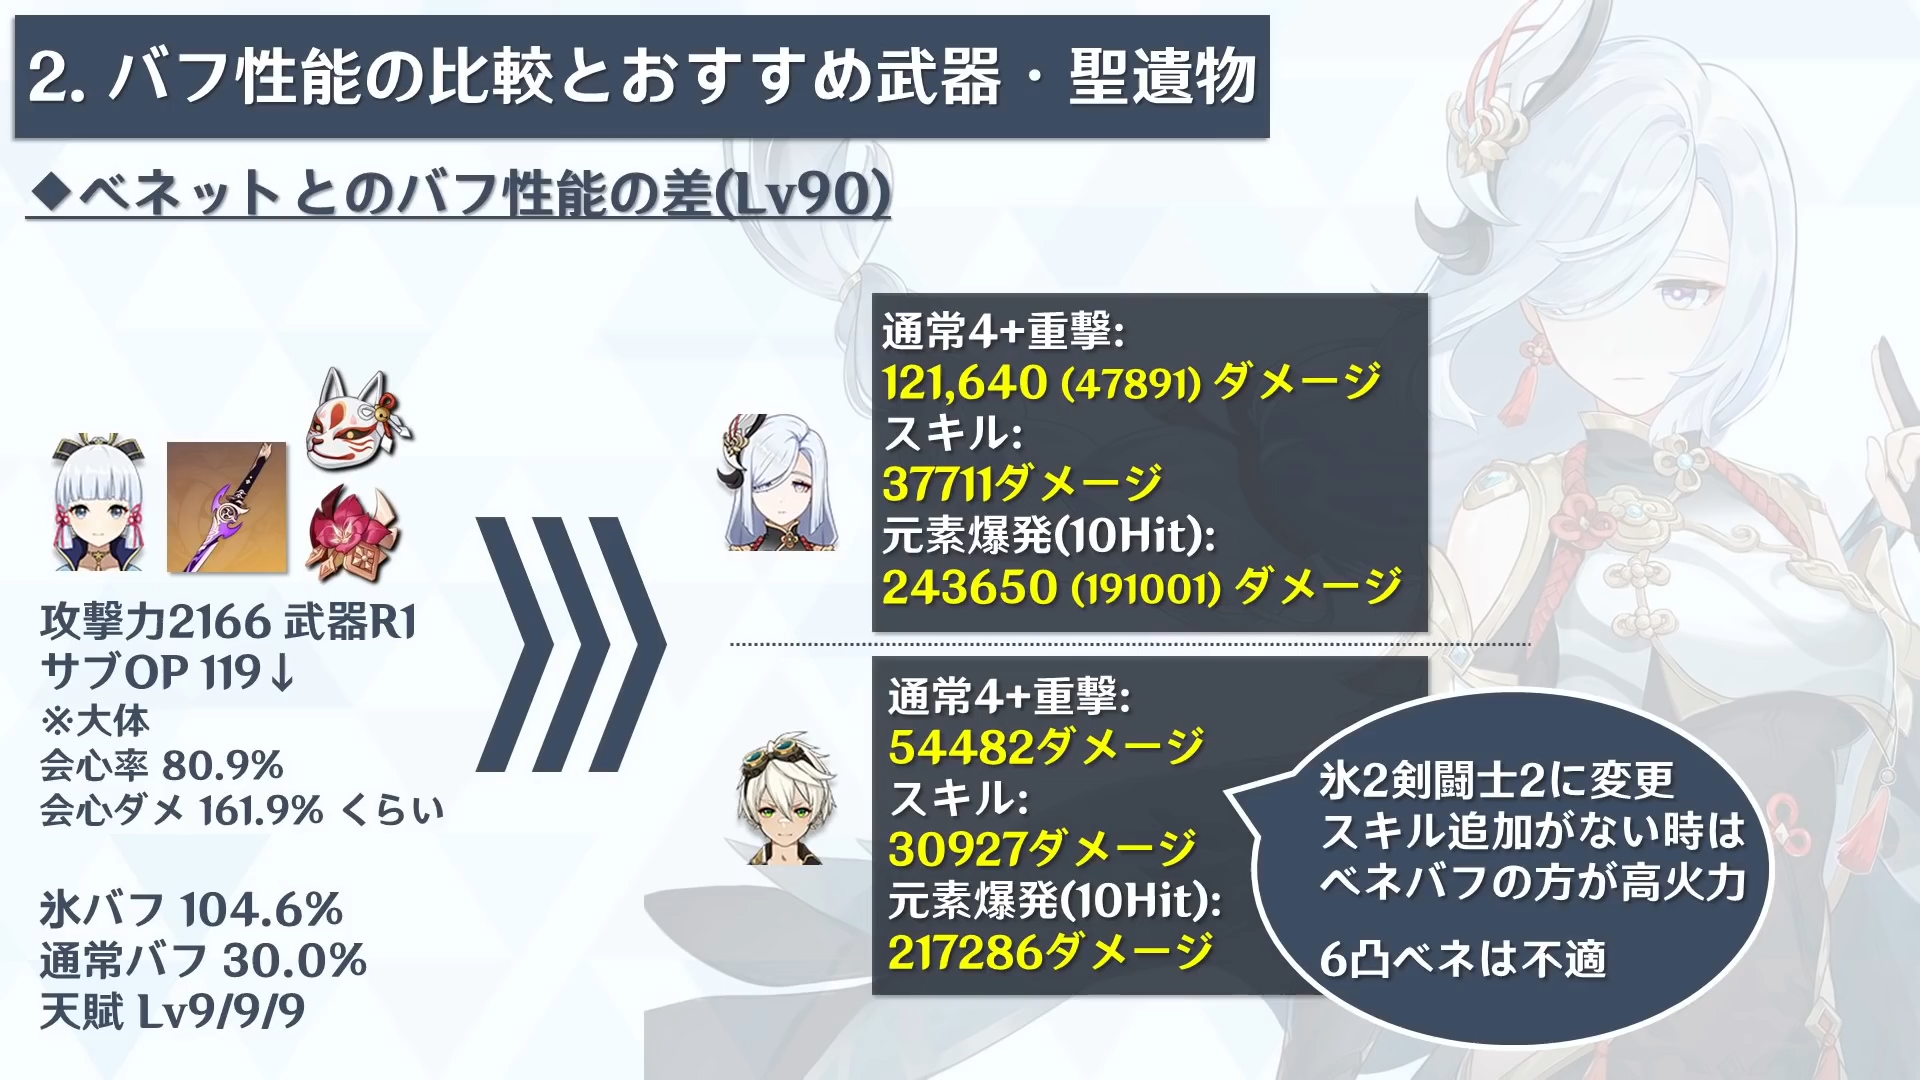 2. バフ性能の比較とおすすめ武器・聖遺物
◆ベネットとのバフ性能の差(Lv90)
攻撃力2166 武器R1
サブOP 119↓
※大体
会心率 80.9%
会心ダメ 161.9% くらい
氷バフ 104.6%
通常バフ 30.0%
天賦 Lv9/9/9
通常4+重撃:
121,640 (47891) ダメージ
スキル:
37711ダメージ
元素爆発(10Hit):
243650 (191001) ダメージ
通常4+重撃:
54482ダメージ
スキル:
30927ダメージ
元素爆発(10Hit):
217286ダメージ
氷2剣闘士2に変更
スキル追加がない時は
ベネバフの方が高火力
6凸ベネは不適